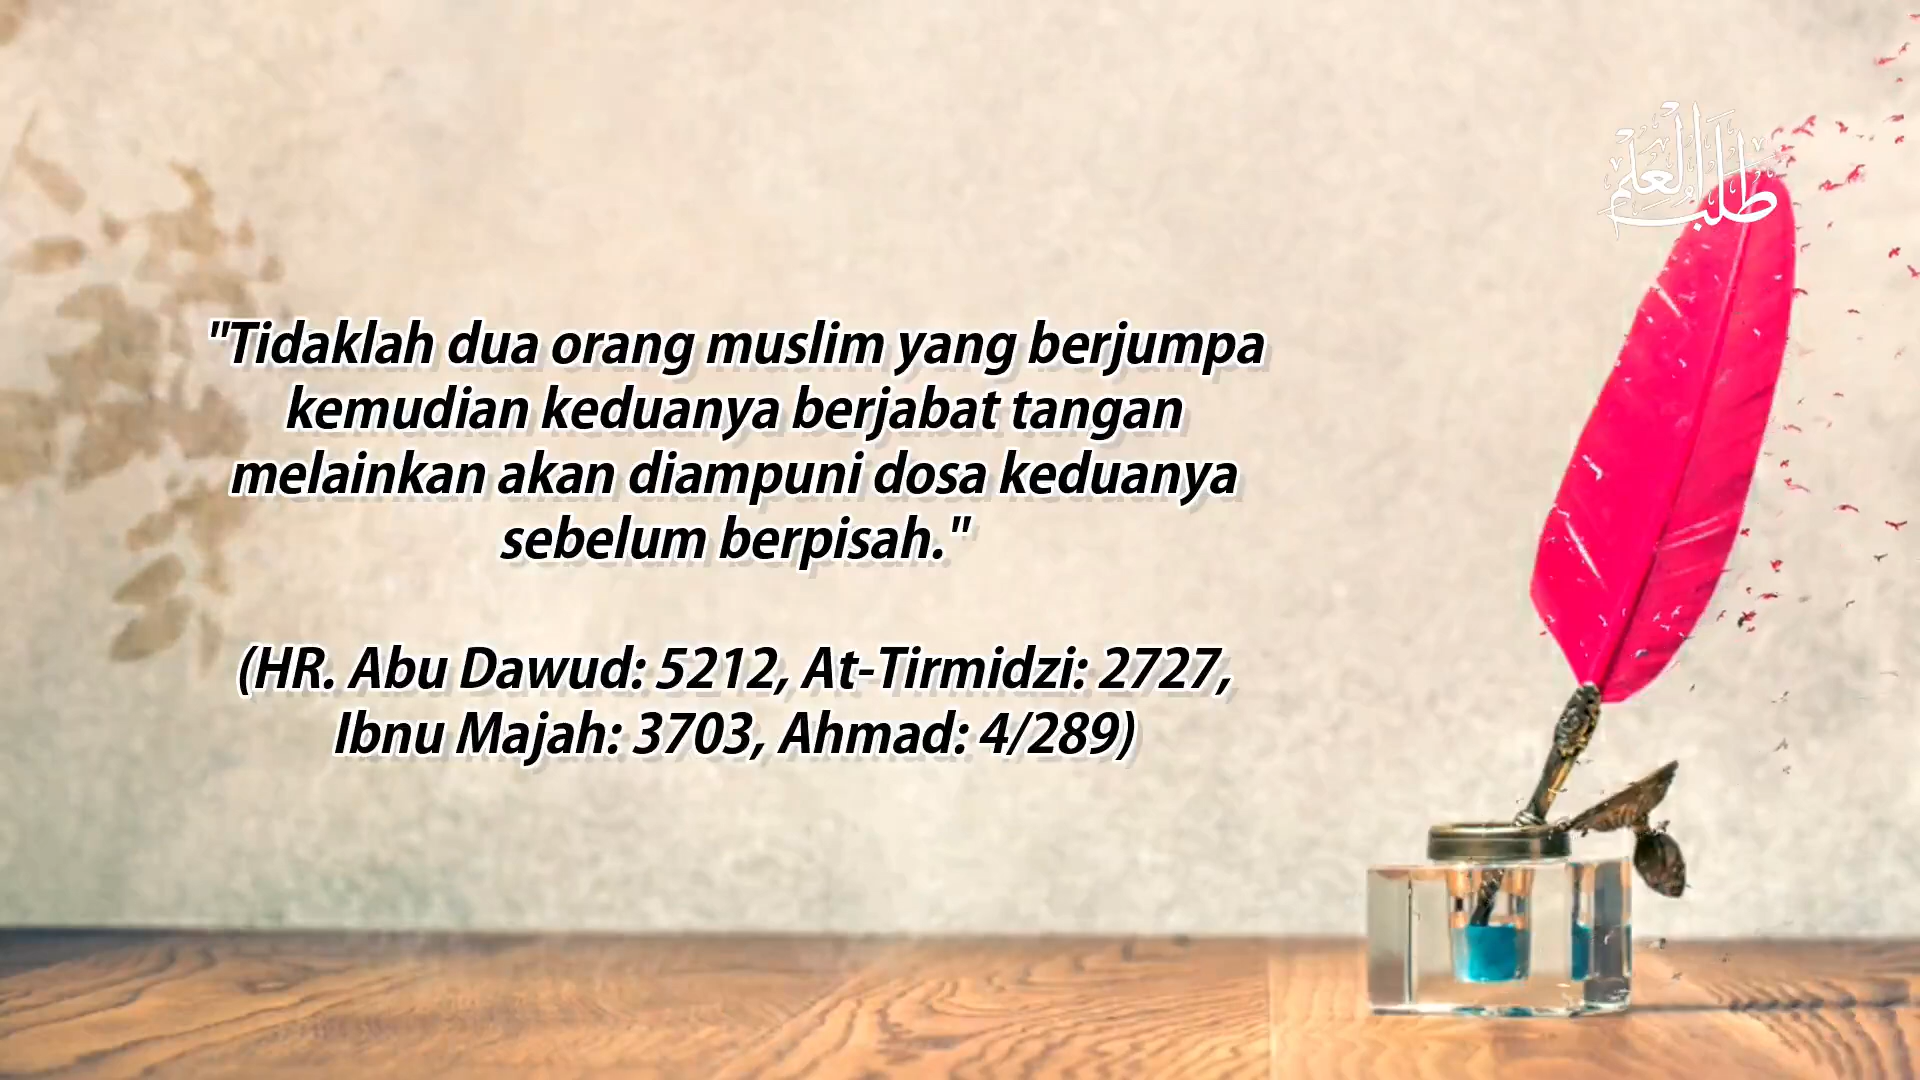 طلب العلم
"Tidaklah dua orang muslim yang berjumpa
kemudian keduanya berjabat tangan
melainkan akan diampuni dosa keduanya
sebelum berpisah."
(HR. Abu Dawud: 5212, At-Tirmidzi: 2727,
Ibnu Majah: 3703, Ahmad: 4/289)